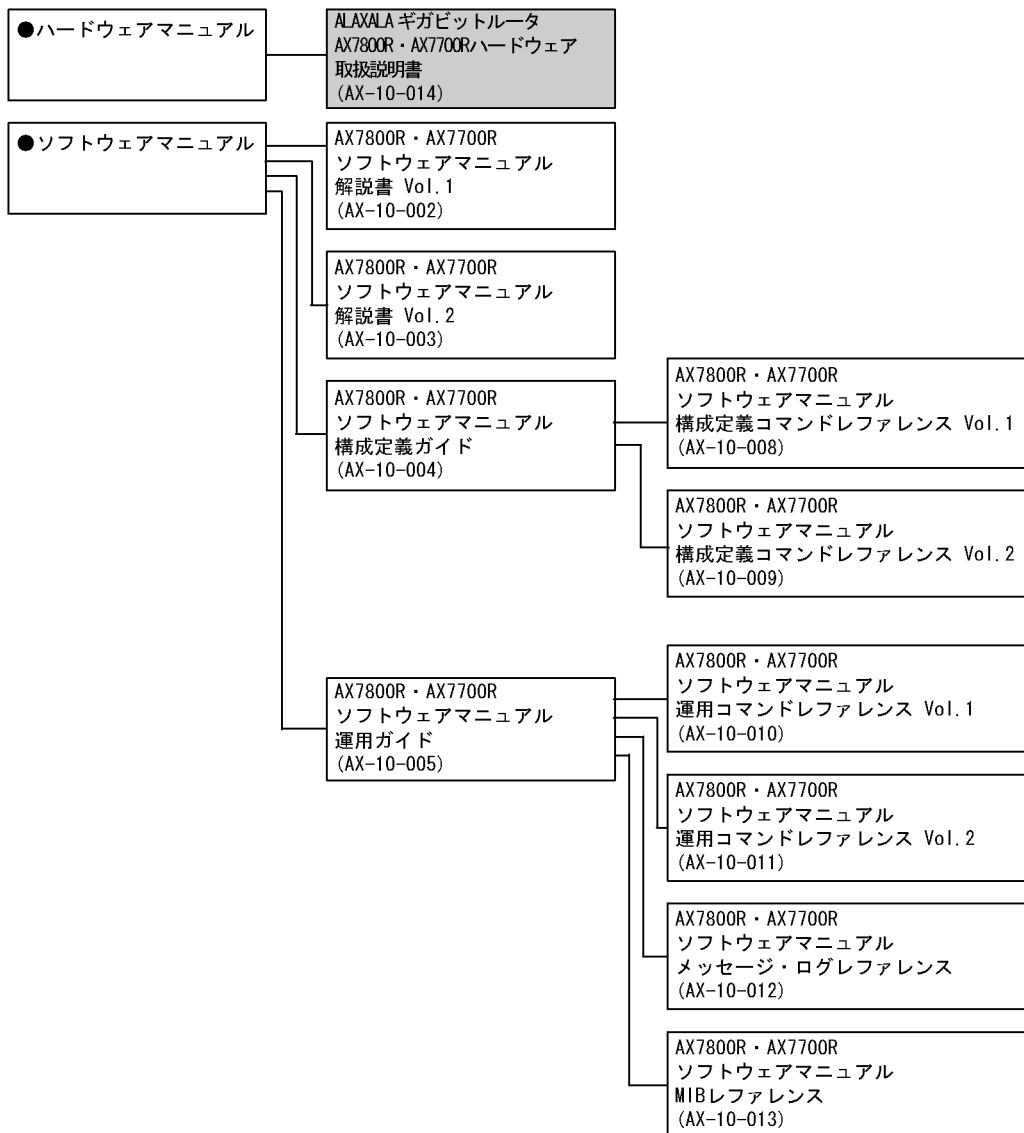 ●ハードウェアマニュアル
ALAXALA ギガビットルータ
AX7800R・AX7700Rハードウェア
取扱説明書
(AX-10-014)
●ソフトウェアマニュアル
AX7800R・AX7700R
ソフトウェアマニュアル
解説書 Vol.1
(AX-10-002)
AX7800R・AX7700R
ソフトウェアマニュアル
解説書 Vol.2
(AX-10-003)
AX7800R・AX7700R
ソフトウェアマニュアル
構成定義ガイド
(AX-10-004)
AX7800R・AX7700R
ソフトウェアマニュアル
構成定義コマンドレファレンス Vol.1
(AX-10-008)
AX7800R・AX7700R
ソフトウェアマニュアル
構成定義コマンドレファレンス Vol.2
(AX-10-009)
AX7800R・AX7700R
ソフトウェアマニュアル
運用ガイド
(AX-10-005)
AX7800R・AX7700R
ソフトウェアマニュアル
運用コマンドレファレンス Vol.1
(AX-10-010)
AX7800R・AX7700R
ソフトウェアマニュアル
運用コマンドレファレンス Vol.2
(AX-10-011)
AX7800R・AX7700R
ソフトウェアマニュアル
メッセージ・ログレファレンス
(AX-10-012)
AX7800R・AX7700R
ソフトウェアマニュアル
MIBレファレンス
(AX-10-013)